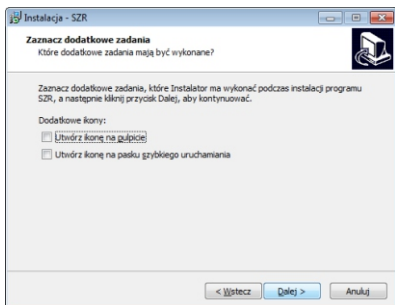 Instalacja - SZR
Zaznacz dodatkowe zadania
Które dodatkowe zadania mają być wykonane?
Zaznacz dodatkowe zadania, które Instalator ma wykonać podczas instalacji programu
SZR, a następnie kliknij przycisk Dalej, aby kontynuować.
Dodatkowe ikony:
Utwórz ikonę na pulpicie
Utwórz ikonę na pasku szybkiego uruchamiania
< Wstecz
Dalej >
Anuluj